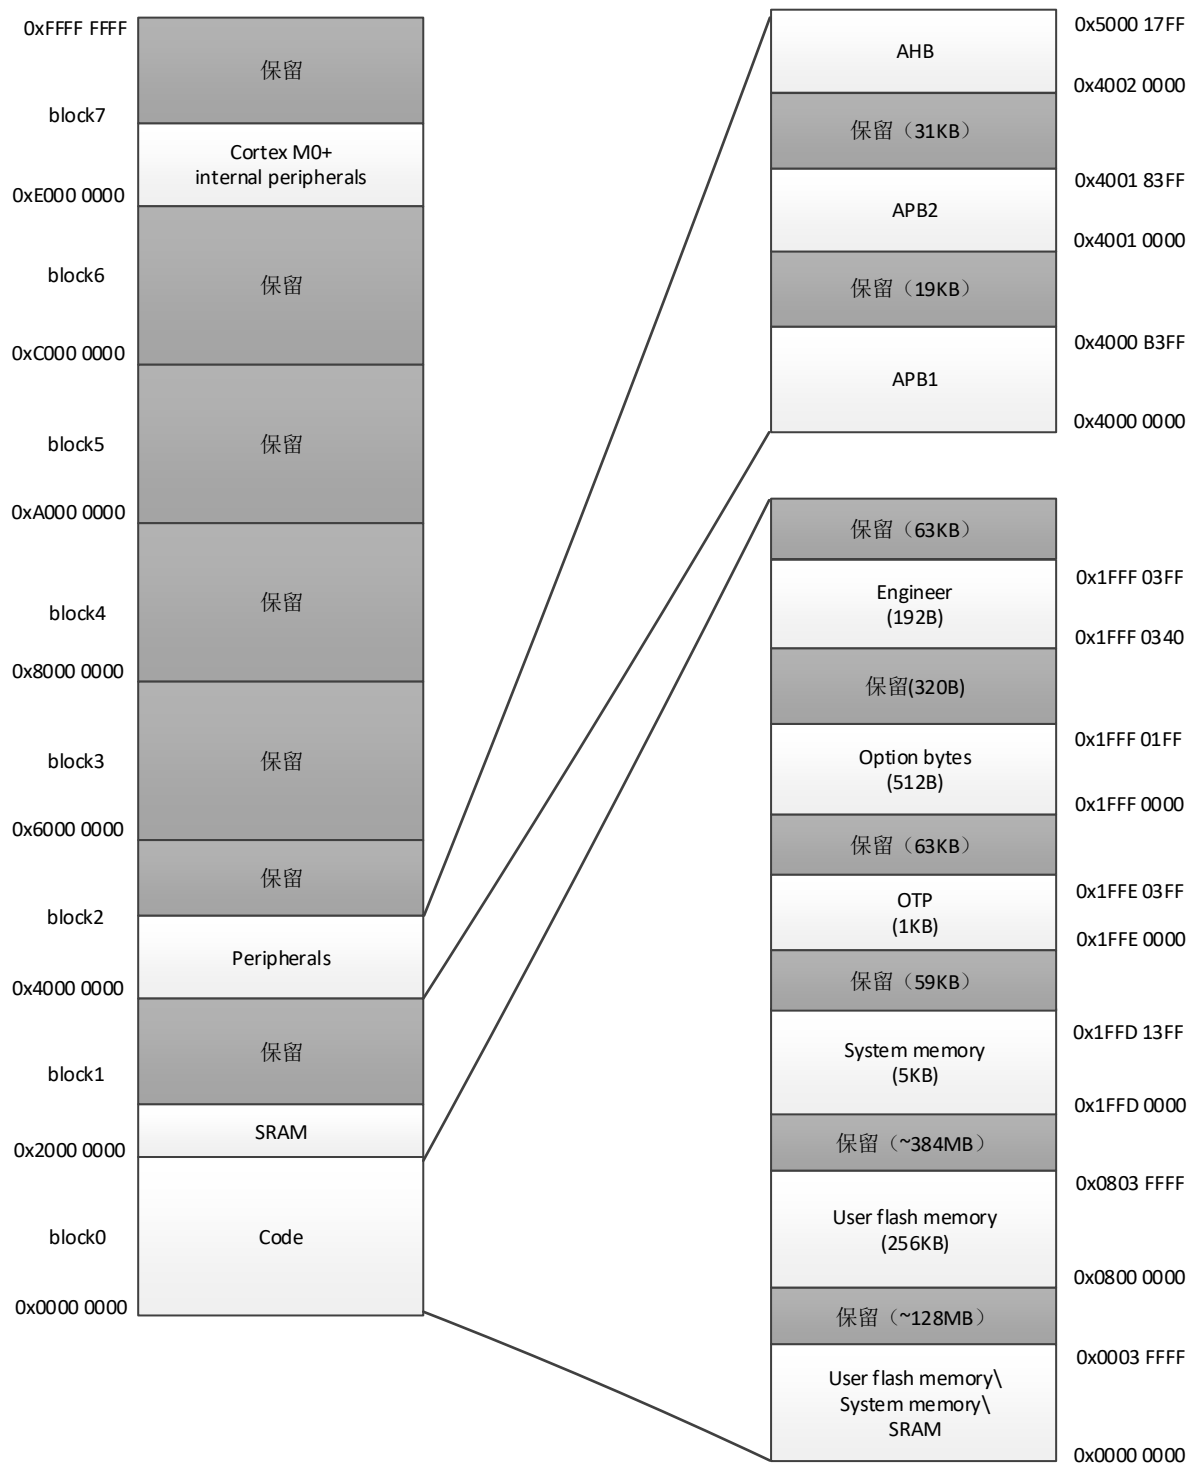 0xFFFF FFFF
保留
block7
Cortex M0+
internal peripherals
0xE000 0000
block6
保留
0xC000 0000
block5
保留
0xA000 0000
block4
保留
0x8000 0000
block3
保留
0x6000 0000
保留
block2
Peripherals
0x4000 0000
保留
block1
SRAM
0x2000 0000
block0
Code
0x0000 0000
0x5000 17FF
AHB
0x4002 0000
保留（31KB）
0x4001 83FF
APB2
0x4001 0000
保留（19KB）
0x4000 B3FF
APB1
0x4000 0000
保留（63KB）
0x1FFF 03FF
Engineer
(192B)
0x1FFF 0340
保留(320B)
0x1FFF 01FF
Option bytes
(512B)
0x1FFF 0000
保留（63KB）
0x1FFE 03FF
OTP
(1KB)
0x1FFE 0000
保留（59KB）
0x1FFD 13FF
System memory
(5KB)
0x1FFD 0000
保留（~384MB）
0x0803 FFFF
User flash memory
(256KB)
0x0800 0000
保留（~128MB）
0x0003 FFFF
User flash memory\
System memory\
SRAM
0x0000 0000